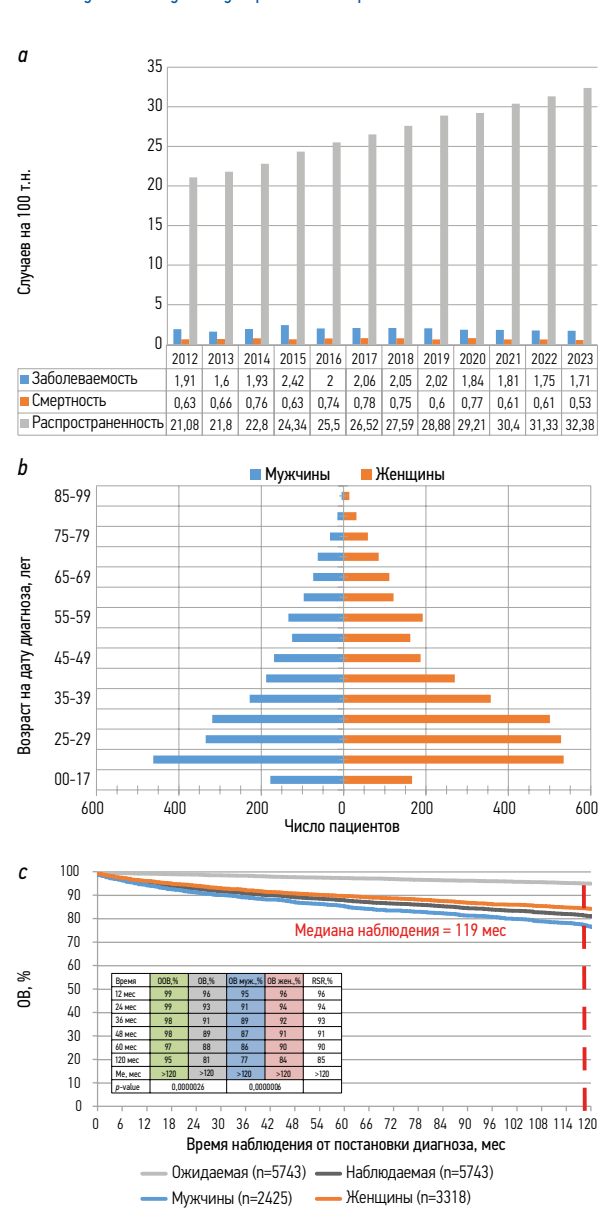 a
Случаев на 100 т.н.
35
30
25
20
15
10
5
0
2012 2013 2014 2015 2016 2017 2018 2019 2020 2021 2022 2023
Заболеваемость 1,91 1,6 1,93 2,42 2 2,06 2,05 2,02 1,84 1,81 1,75 1,71
Смертность 0,63 0,66 0,76 0,63 0,74 0,78 0,75 0,6 0,77 0,61 0,61 0,53
Распространенность 21,08 21,8 22,8 24,34 25,5 26,52 27,59 28,88 29,21 30,4 31,33 32,38
b
Мужчины Женщины
Возраст на дату диагноза, лет
85-99
75-79
65-69
55-59
45-49
35-39
25-29
00-17
600 400 200 0 200 400 600
Число пациентов
c
ОВ, %
100
90
80
70
60
50
40
30
20
10
0
Медиана наблюдения = 119 мес
Время ООВ,% ОВ,% ОВ муж.,% ОВ жен.,% RSR,%
12 мес 99 96 95 96 96
24 мес 99 93 91 94 94
36 мес 98 91 89 92 93
48 мес 98 89 87 91 91
60 мес 97 88 86 90 90
120 мес 95 81 77 84 85
Me, мес >120 >120 >120 >120 >120
p-value 0,0000026 0,0000006
0 6 12 18 24 30 36 42 48 54 60 66 72 78 84 90 96 102 108 114 120
Время наблюдения от постановки диагноза, мес
Ожидаемая (n=5743) Наблюдаемая (n=5743)
Мужчины (n=2425) Женщины (n=3318)